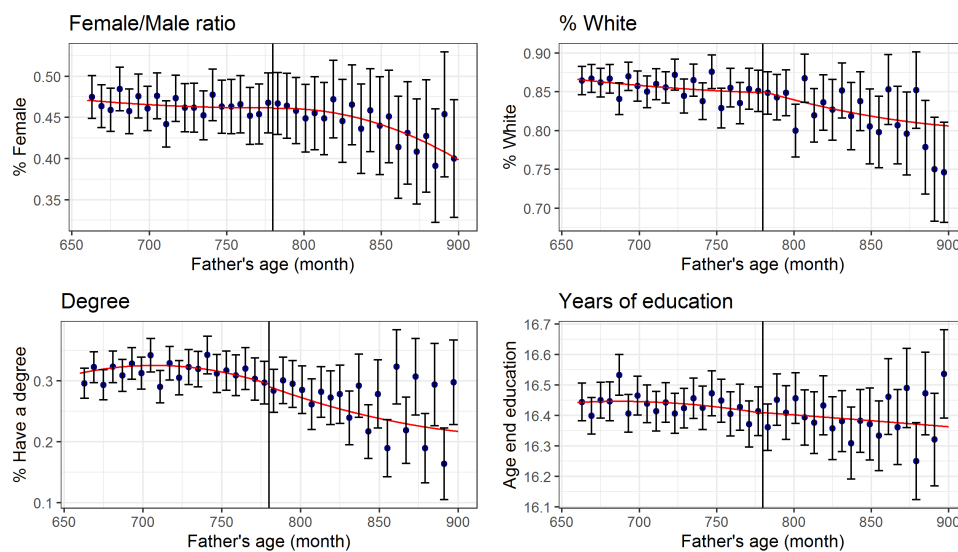 Female/Male ratio
% Female
0.50
0.45
0.40
0.35
650 700 750 800 850 900
Father's age (month)
% White
% White
0.90
0.85
0.80
0.75
0.70
650 700 750 800 850 900
Father's age (month)
Degree
% Have a degree
0.3
0.2
0.1
650 700 750 800 850 900
Father's age (month)
Years of education
Age end education
16.7
16.6
16.5
16.4
16.3
16.2
16.1
650 700 750 800 850 900
Father's age (month)